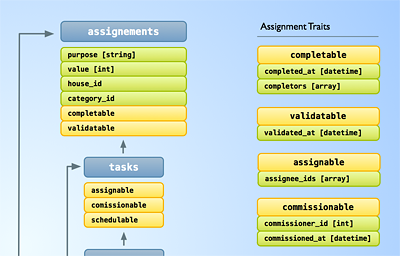 assignements
purpose [string]
value [int]
house_id
category_id
completable
validatable
tasks
assignable
comissionable
schedulable
Assignment Traits
completable
completed_at [datetime]
completors [array]
validatable
validated_at [datetime]
assignable
assignee_ids [array]
commissionable
commissioner_id [int]
commissioned_at [datetime]